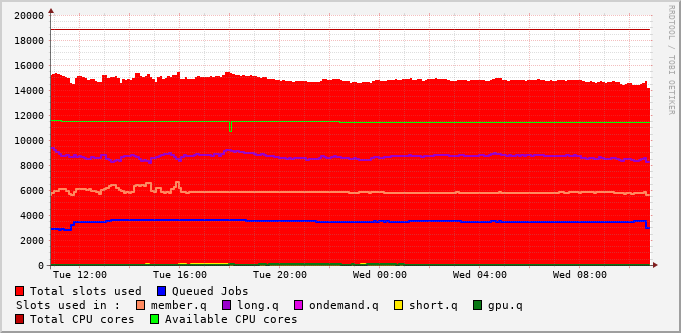 RRDTOOL / TOBI OETIKER
20000
18000
16000
14000
12000
10000
8000
6000
4000
2000
0
Tue 12:00 Tue 16:00 Tue 20:00 Wed 00:00 Wed 04:00 Wed 08:00
Total slots used Queued Jobs
Slots used in : member.q long.q ondemand.q short.q gpu.q
Total CPU cores Available CPU cores